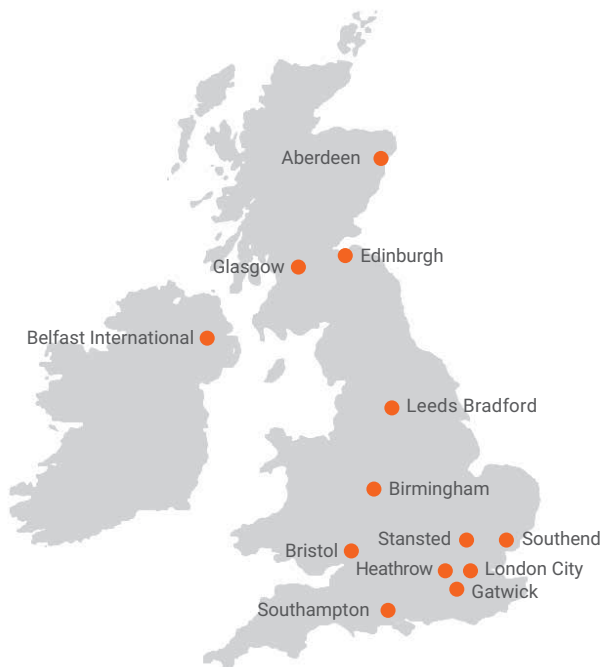 Aberdeen
Edinburgh
Glasgow
Belfast International
Leeds Bradford
Birmingham
Stansted
Southend
Bristol
Heathrow
London City
Gatwick
Southampton